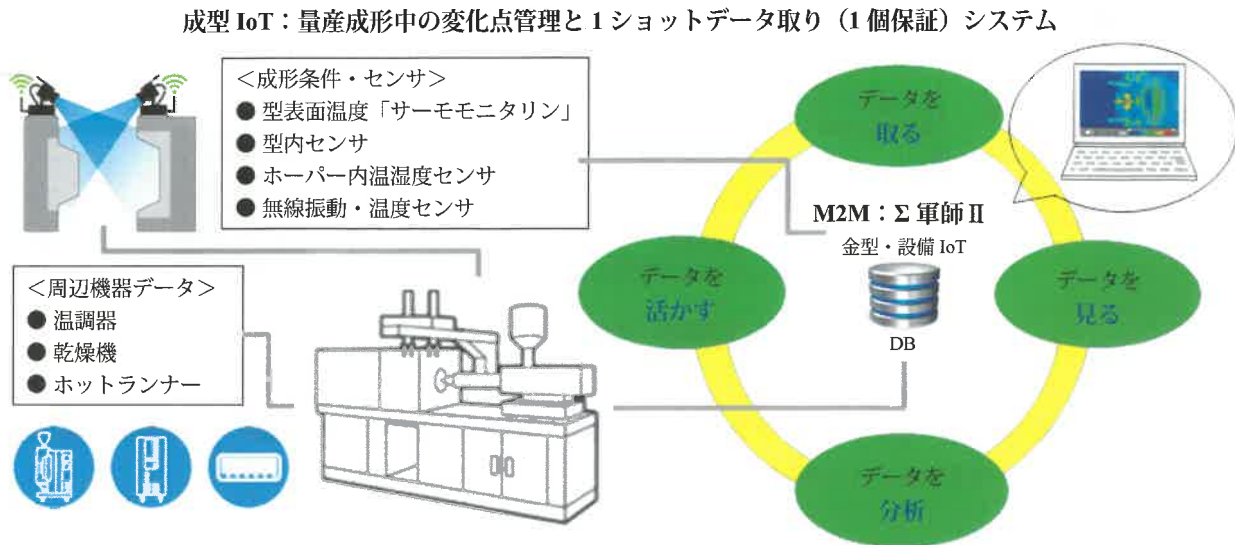 成型 IoT：量産成形中の変化点管理と 1 ショットデータ取り（1 個保証）システム
＜成形条件・センサ＞
● 型表面温度「サーモモニタリン」
● 型内センサ
● ホーパー内温湿度センサ
● 無線振動・温度センサ
＜周辺機器データ＞
● 温調器
● 乾燥機
● ホットランナー
データを
取る
M2M：Σ 軍師 Ⅱ
金型・設備 IoT
DB
データを
活かす
データを
見る
データを
分析